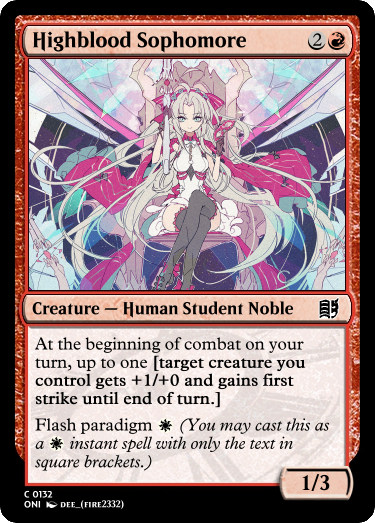 Highblood Sophomore 2
Creature — Human Student Noble
At the beginning of combat on your
turn, up to one [target creature you
control gets +1/+0 and gains first
strike until end of turn.]
Flash paradigm (You may cast this as
a instant spell with only the text in
square brackets.)
1/3
C 0132
ONI DEE_(FIRE2332)